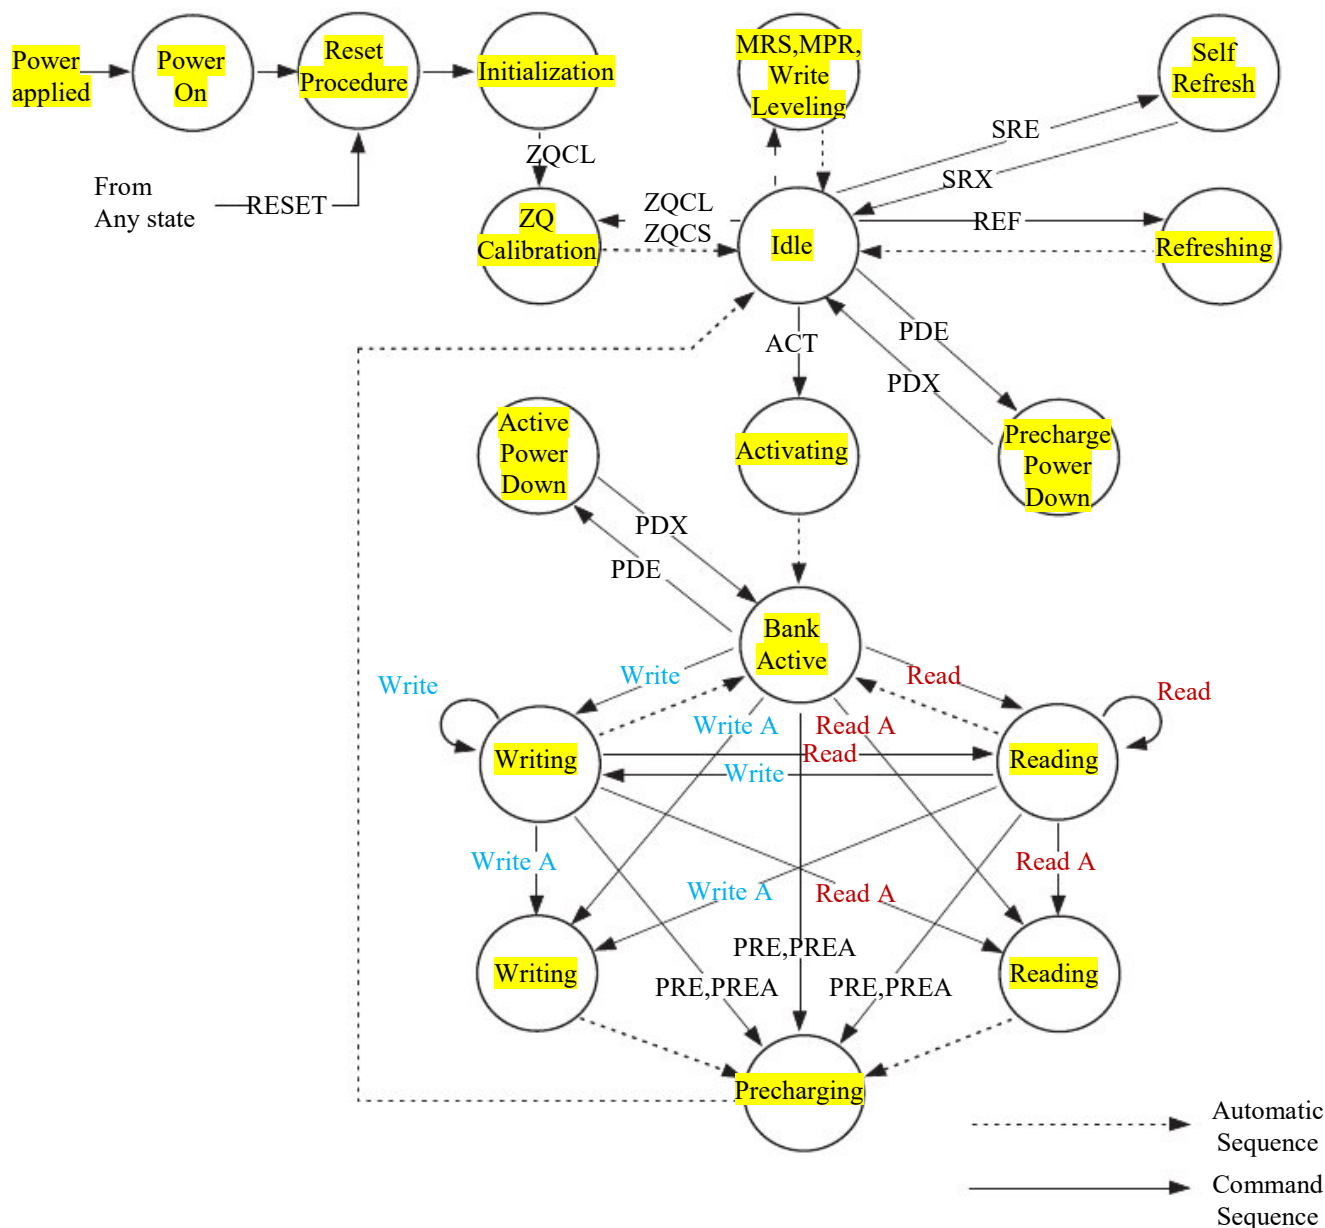 Power
applied
Power
On
Reset
Procedure
Initialization
MRS,MPR,
Write
Leveling
Self
Refresh
From
Any state
RESET
ZQCL
ZQ
Calibration
ZQCL
ZQCS
Idle
SRE
SRX
REF
Refreshing
ACT
PDE
PDX
Active
Power
Down
Activating
Precharge
Power
Down
PDX
PDE
Bank
Active
Write
Write
Read
Read
Write A
Read A
Writing
Read
Write
Reading
Write A
Write A
Read A
Read A
Writing
PRE,PREA
PRE,PREA
PRE,PREA
Reading
Precharging
Automatic
Sequence
Command
Sequence